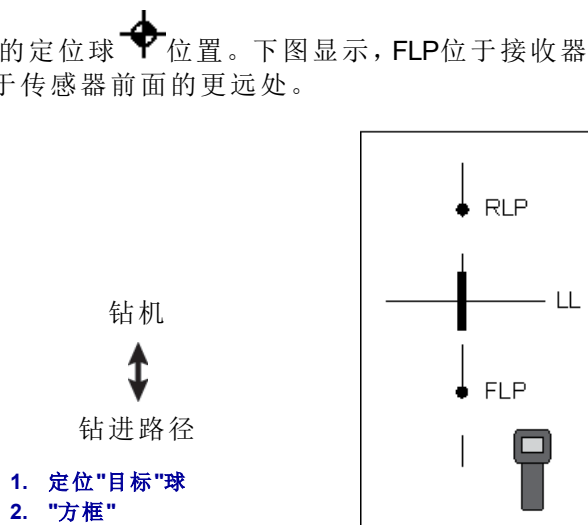 的定位球位置。下图显示，FLP位于接收器
于传感器前面的更远处。
RLP
LL
钻机
FLP
钻进路径
1. 定位"目标"球
2. "方框"